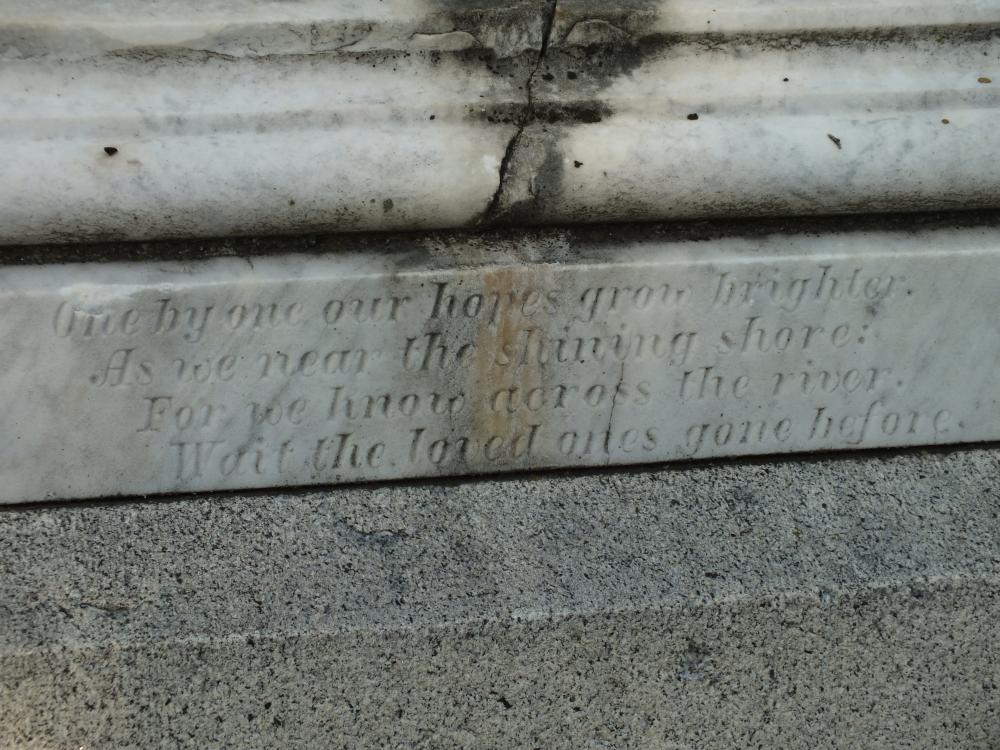 One by one our hopes grow brighter.
As we near the shining shore:
For we know across the river.
Wait the loved ones gone before.